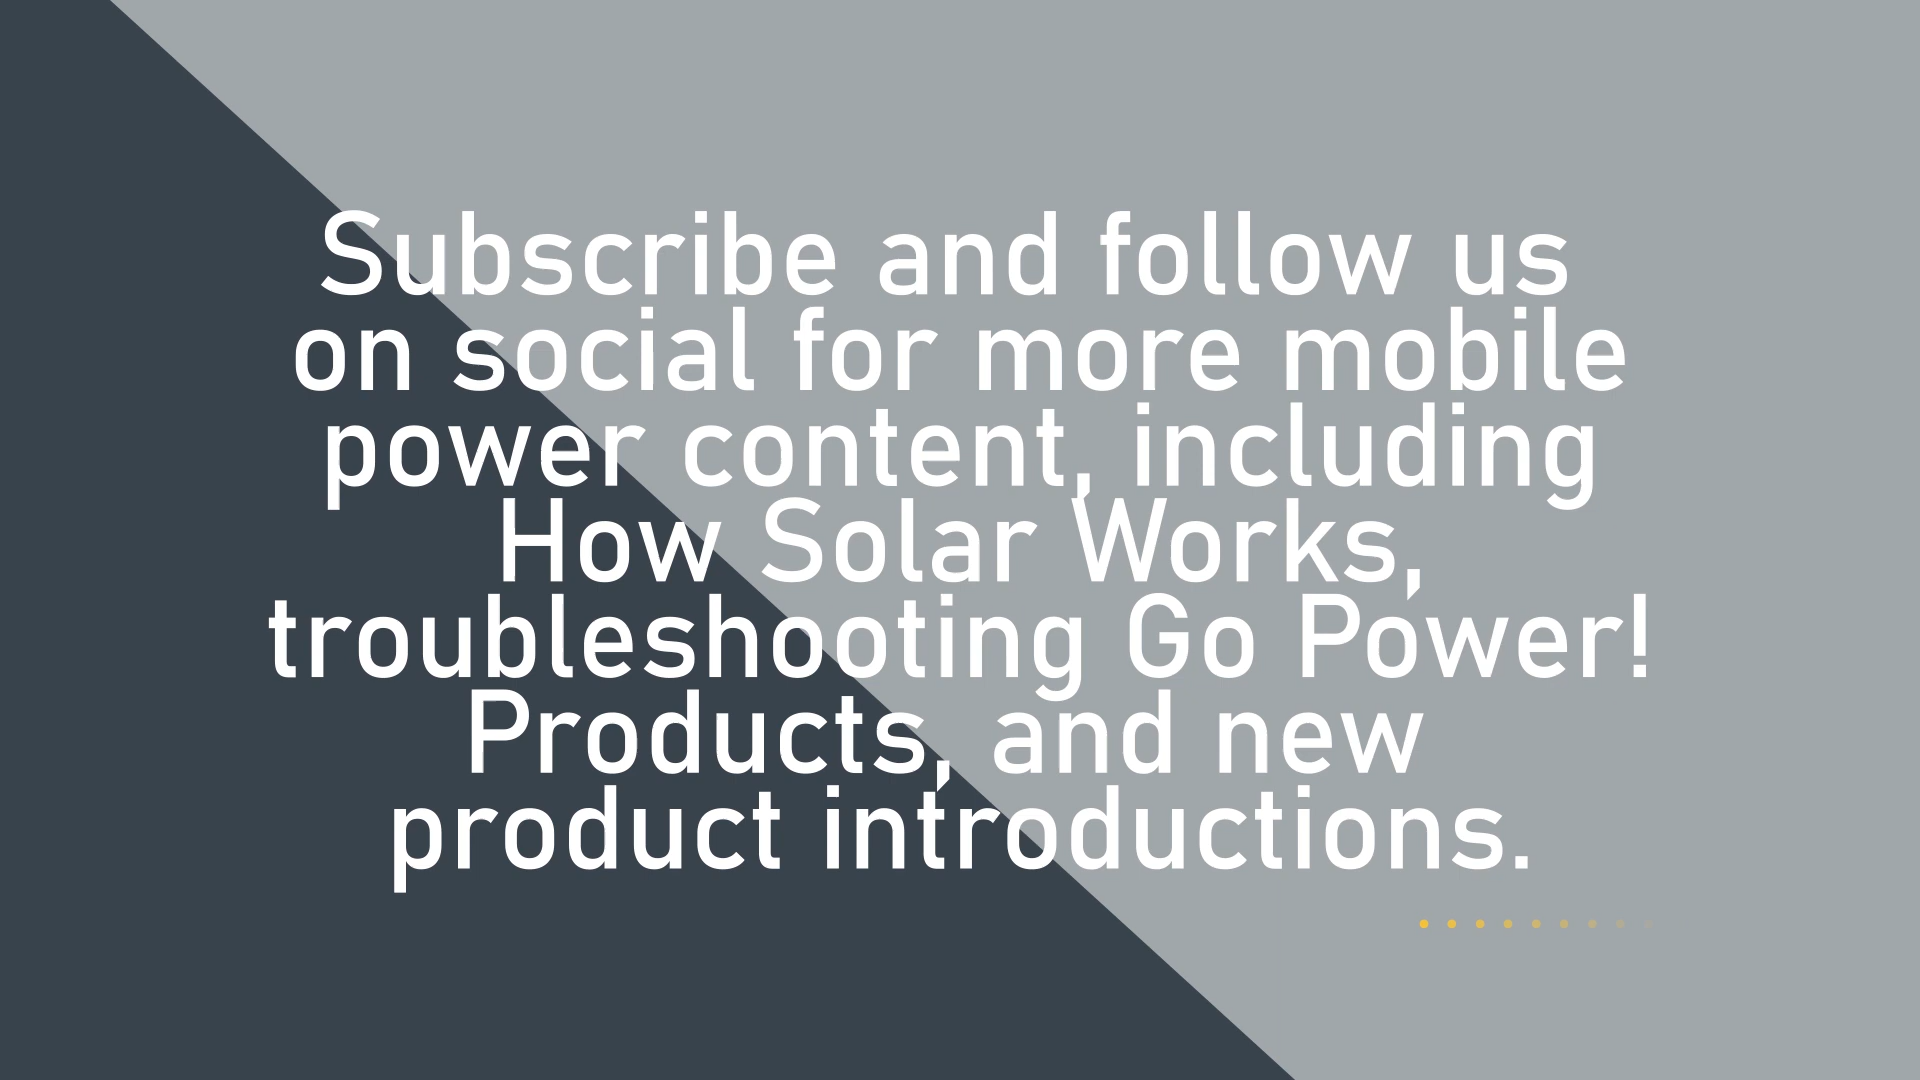 Subscribe and follow us
on social for more mobile
power content, including
How Solar Works,
troubleshooting Go Power!
Products, and new
product introductions.